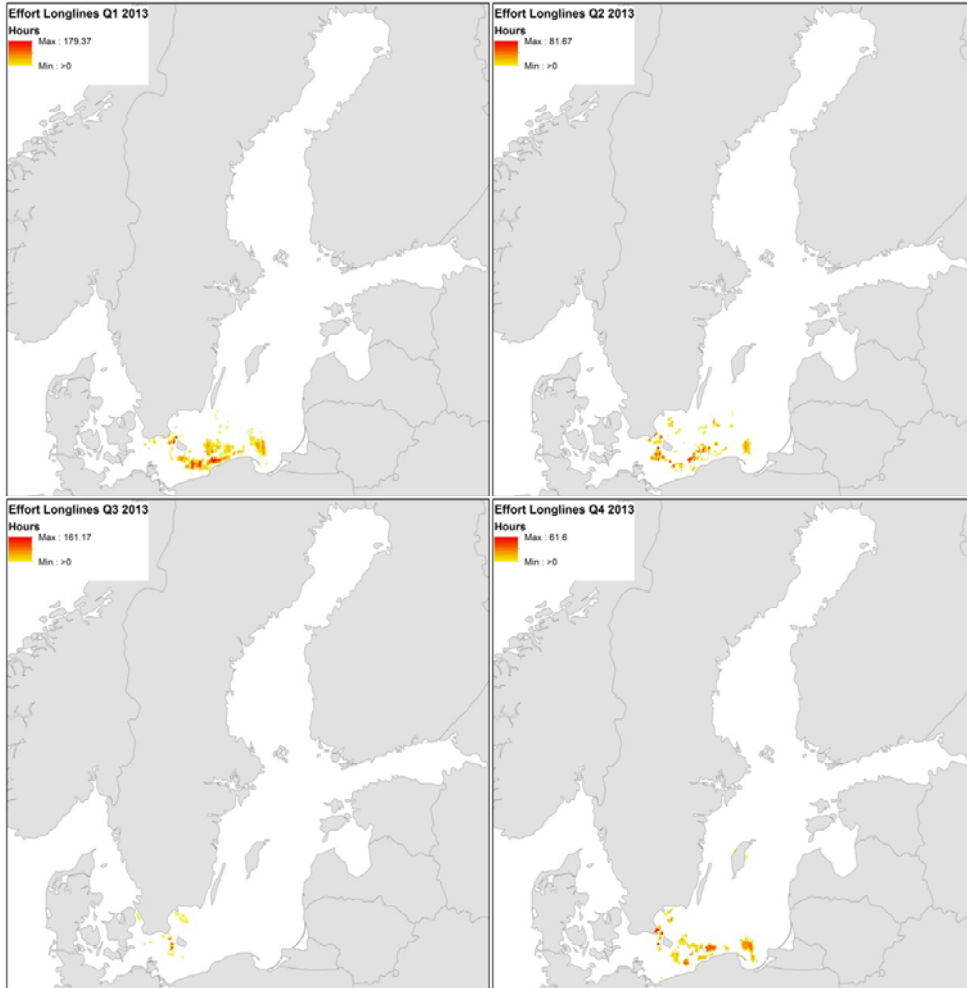 Effort Longlines Q1 2013
Hours
Max : 179.37
Min : >0
Effort Longlines Q2 2013
Hours
Max : 81.67
Min : >0
Effort Longlines Q3 2013
Hours
Max : 161.17
Min : >0
Effort Longlines Q4 2013
Hours
Max : 61.6
Min : >0